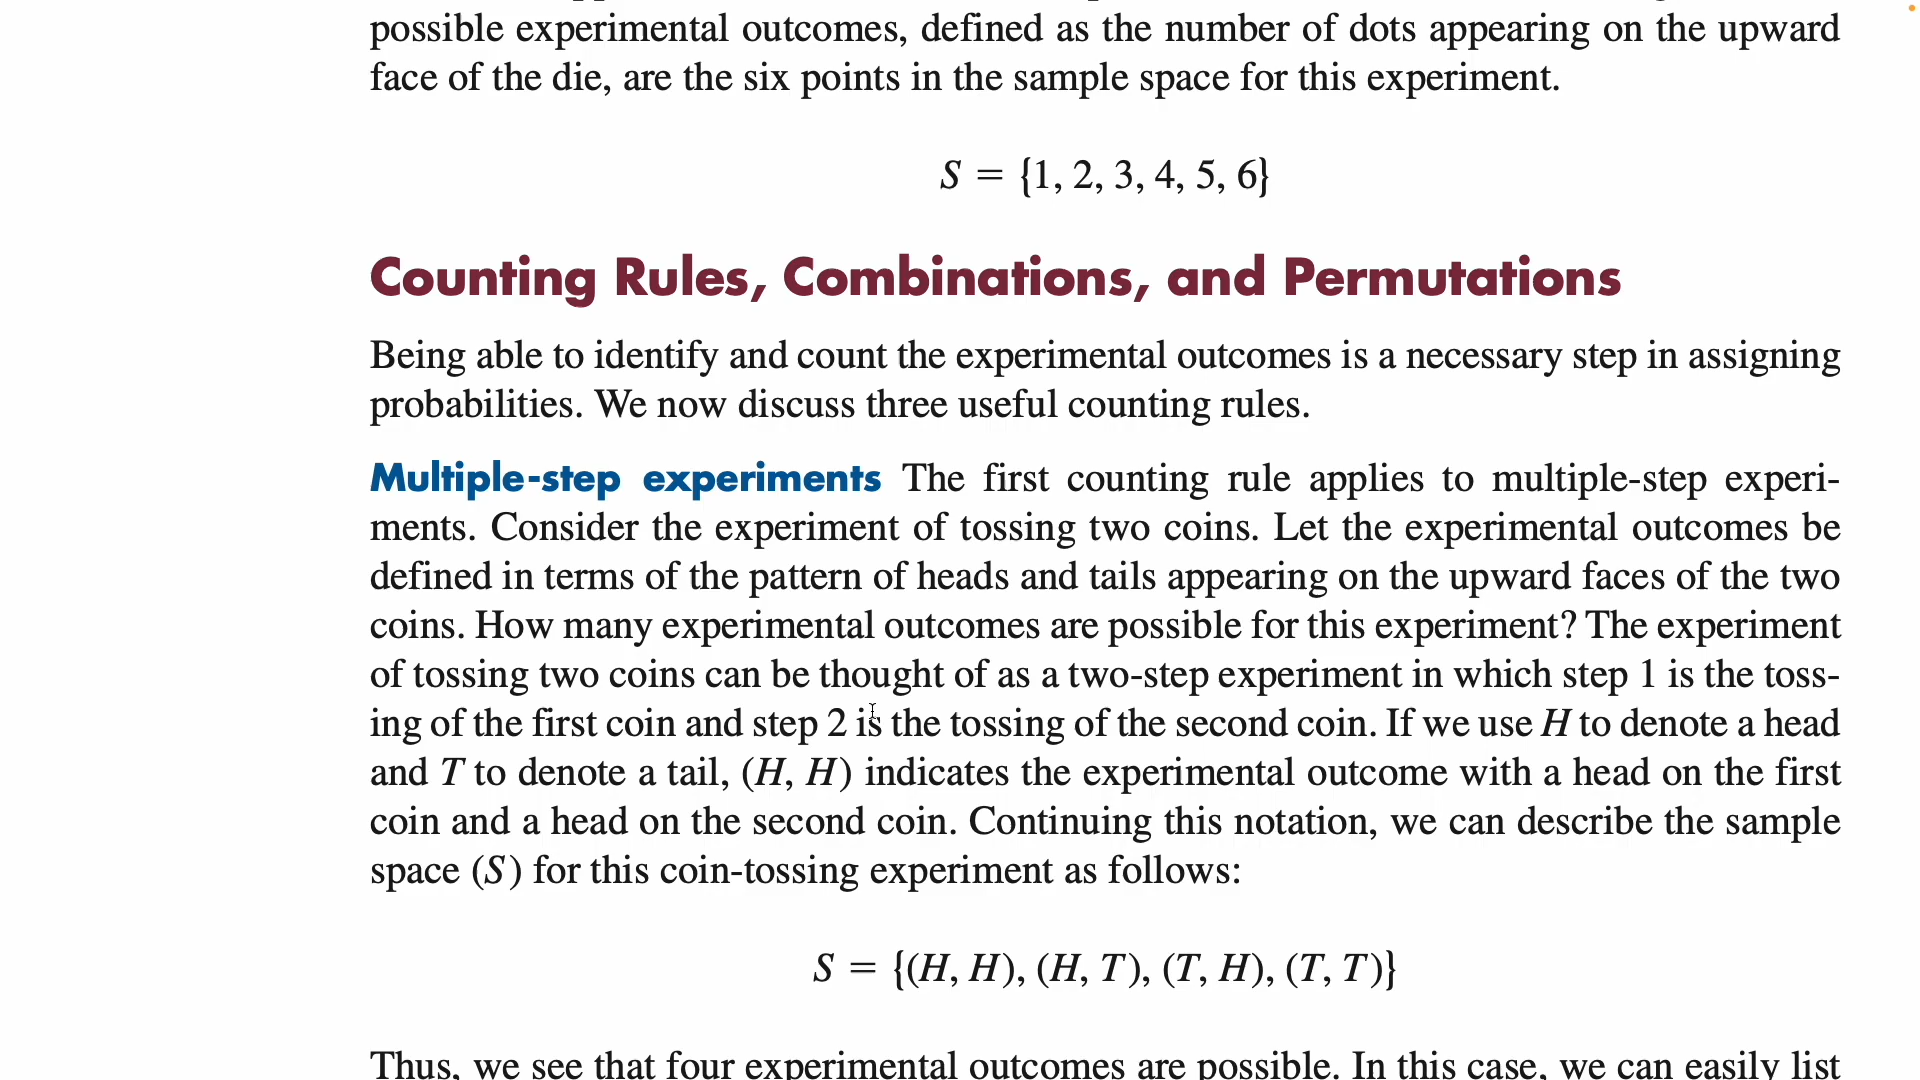 possible experimental outcomes, defined as the number of dots appearing on the upward
face of the die, are the six points in the sample space for this experiment.
S = {1, 2, 3, 4, 5, 6}
Counting Rules, Combinations, and Permutations
Being able to identify and count the experimental outcomes is a necessary step in assigning
probabilities. We now discuss three useful counting rules.
Multiple-step experiments The first counting rule applies to multiple-step experi-
ments. Consider the experiment of tossing two coins. Let the experimental outcomes be
defined in terms of the pattern of heads and tails appearing on the upward faces of the two
coins. How many experimental outcomes are possible for this experiment? The experiment
of tossing two coins can be thought of as a two-step experiment in which step 1 is the toss-
ing of the first coin and step 2 is the tossing of the second coin. If we use H to denote a head
and T to denote a tail, (H, H) indicates the experimental outcome with a head on the first
coin and a head on the second coin. Continuing this notation, we can describe the sample
space (S) for this coin-tossing experiment as follows:
S = {(H, H), (H, T), (T, H), (T, T)}
Thus, we see that four experimental outcomes are possible. In this case, we can easily list